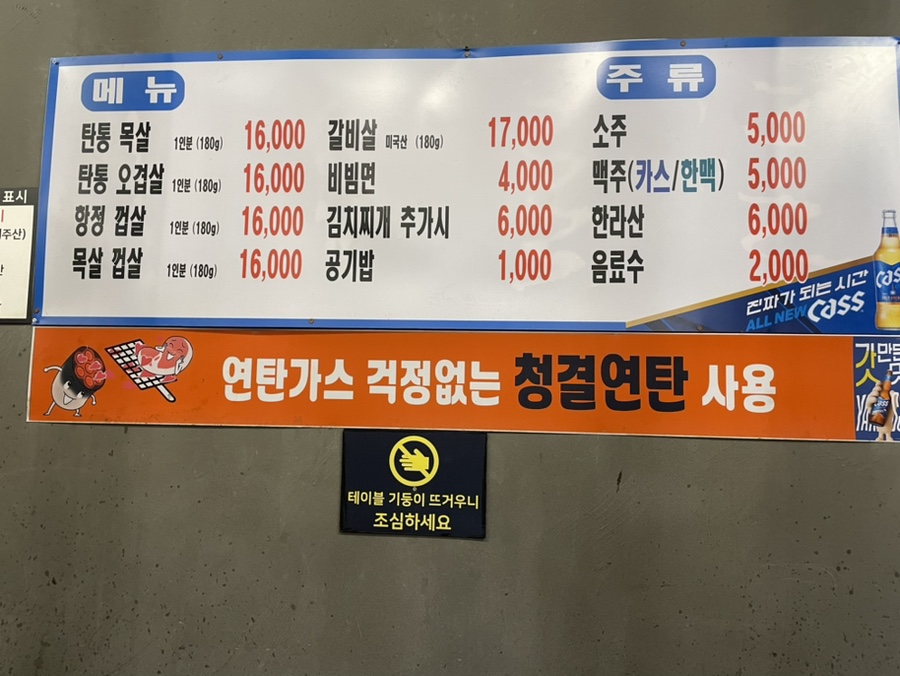 메 뉴
탄통 목살 1인분 (180g) 16,000
탄통 오겹살 1인분 (180g) 16,000
항정 껍살 1인분 (180g) 16,000
목살 껍살 1인분 (180g) 16,000
갈비살 미국산 (180g) 17,000
비빔면 4,000
김치찌개 추가시 6,000
공기밥 1,000
주 류
소주 5,000
맥주(카스/한맥) 5,000
한라산 6,000
음료수 2,000
진짜가 되는 시간
ALL NEW Cass
표시
연탄가스 걱정없는 청결연탄 사용
테이블 기둥이 뜨거우니
조심하세요